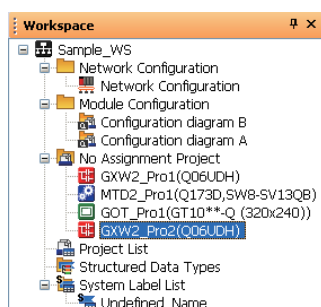 Workspace
Sample_WS
Network Configuration
Network Configuration
Module Configuration
Configuration diagram B
Configuration diagram A
No Assignment Project
GXW2_Pro1(Q06UDH)
MTD2_Pro1(Q173D,SW8-SV13QB)
GOT_Pro1(GT10**-Q (320x240))
GXW2_Pro2(Q06UDH)
Project List
Structured Data Types
System Label List
Undefined_Name